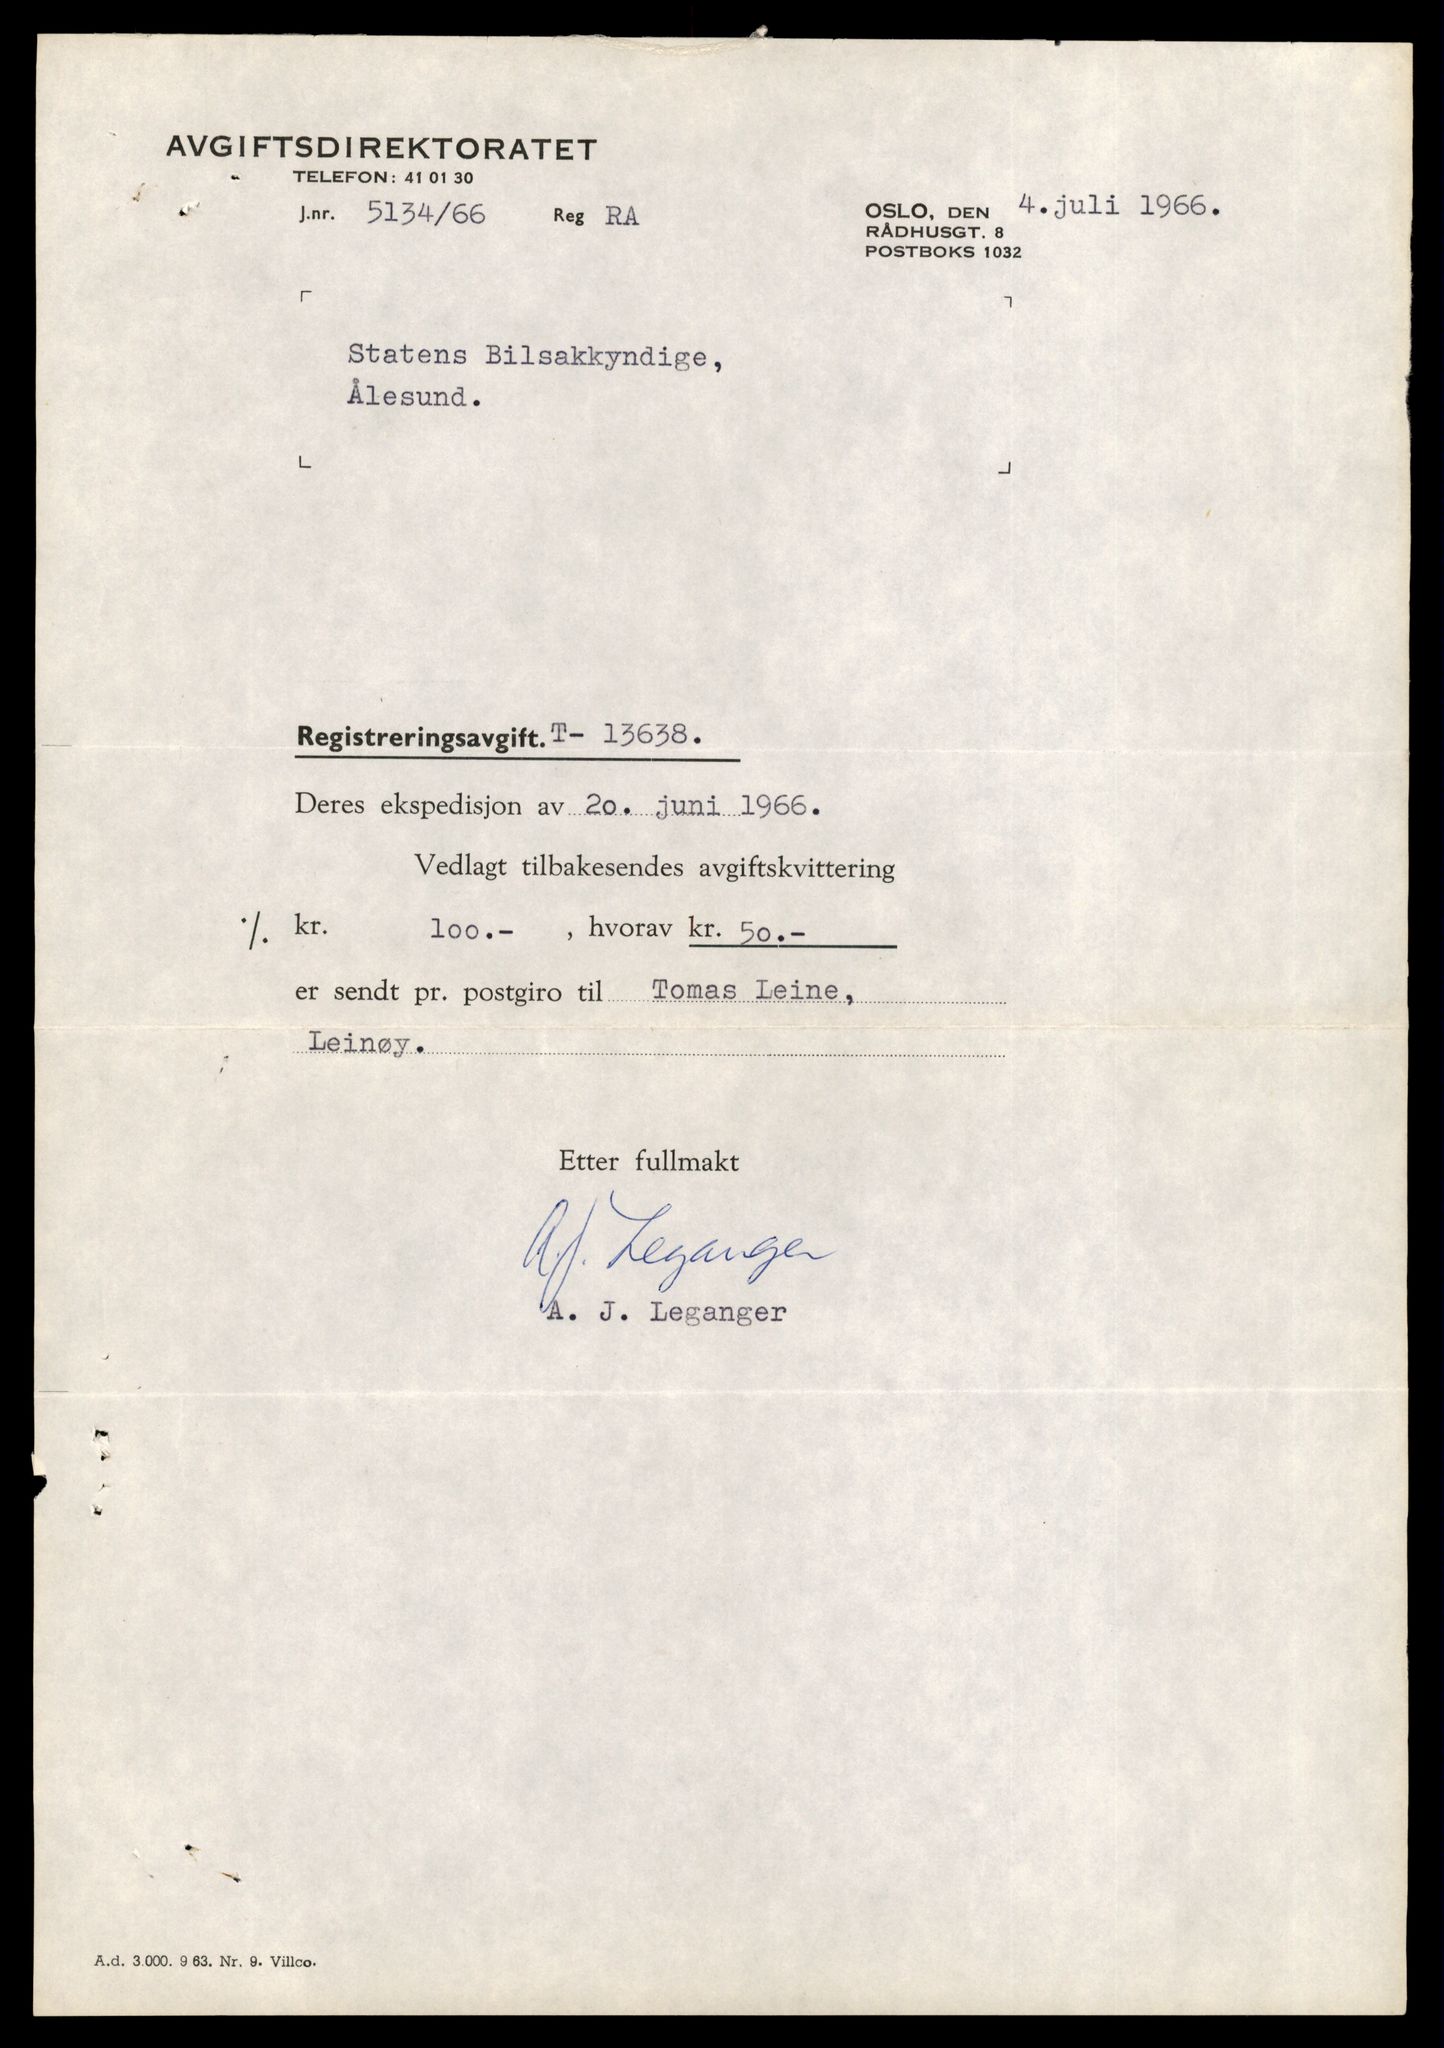 AVGIFTSDIREKTORATET
TELEFON: 41 01 30
J.nr. 5134/66 Reg RA
OSLO, DEN 4. juli 1966.
RÅDHUSGT. 8
POSTBOKS 1032
Statens Bilsakkyndige,
Ålesund.
Registreringsavgift. T- 13638.
Deres ekspedisjon av 20. juni 1966.
Vedlagt tilbakesendes avgiftskvittering
./. kr. 100.- , hvorav kr. 50.-
er sendt pr. postgiro til Tomas Leine,
Leinøy.
Etter fullmakt
A.J. Leganger
A. J. Leganger
A.d. 3.000. 9 63. Nr. 9. Villco.